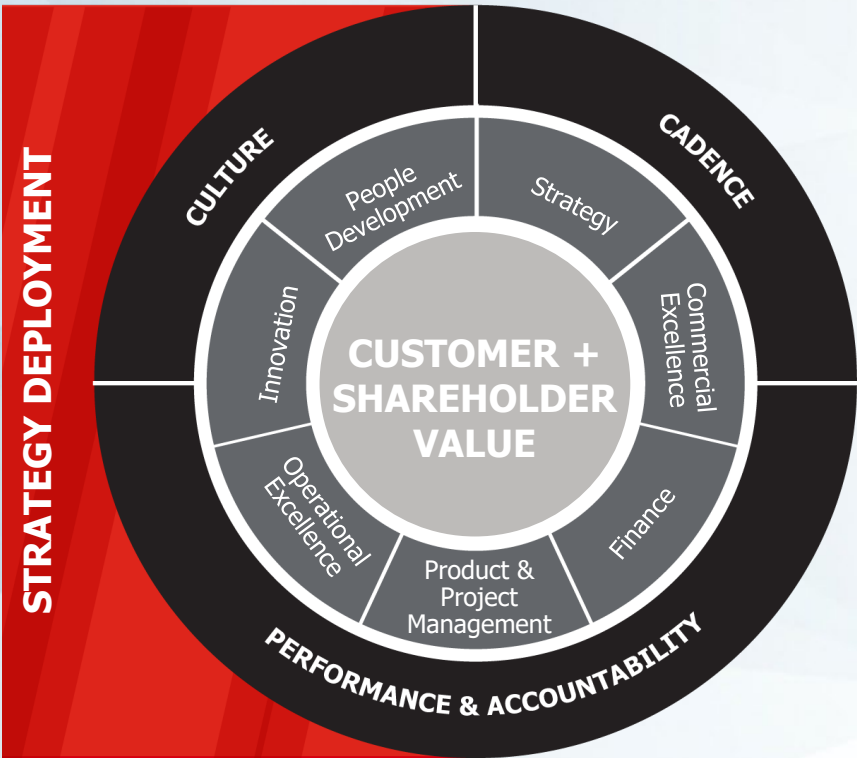 STRATEGY DEPLOYMENT
CULTURE
CADENCE
PERFORMANCE & ACCOUNTABILITY
People
Development
Strategy
Commercial
Excellence
Finance
Product &
Project
Management
Operational
Excellence
Innovation
CUSTOMER +
SHAREHOLDER
VALUE